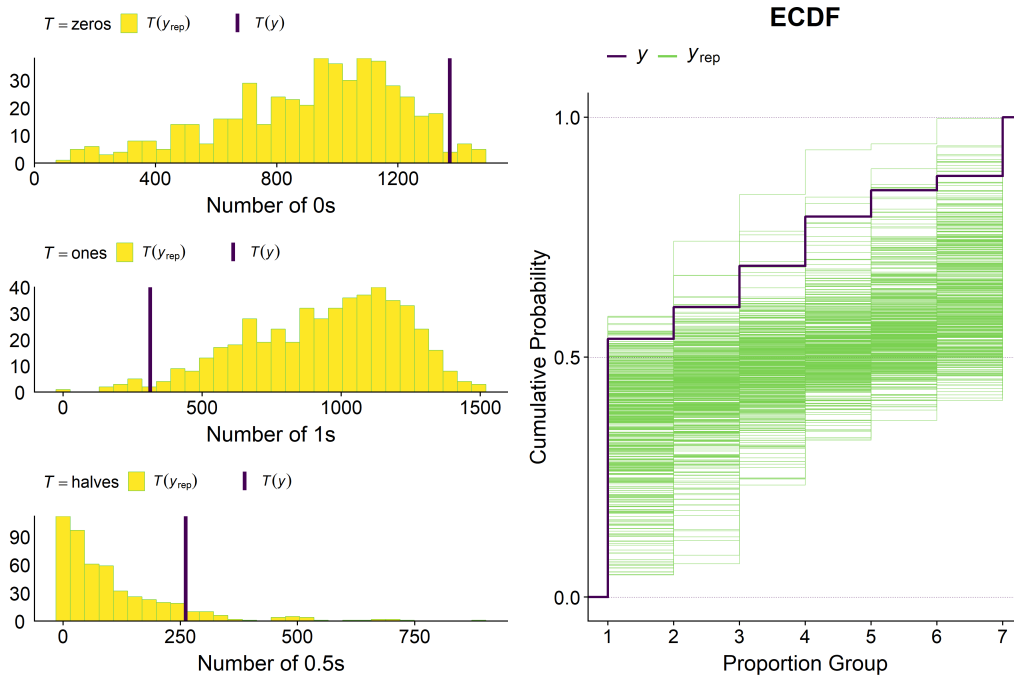 T = zeros T(yrep) T(y)
30
20
10
0
0 400 800 1200
Number of 0s
T = ones T(yrep) T(y)
40
30
20
10
0
0 500 1000 1500
Number of 1s
T = halves T(yrep) T(y)
90
60
30
0
0 250 500 750
Number of 0.5s
ECDF
y yrep
Cumulative Probability
1.0
0.5
0.0
1 2 3 4 5 6 7
Proportion Group